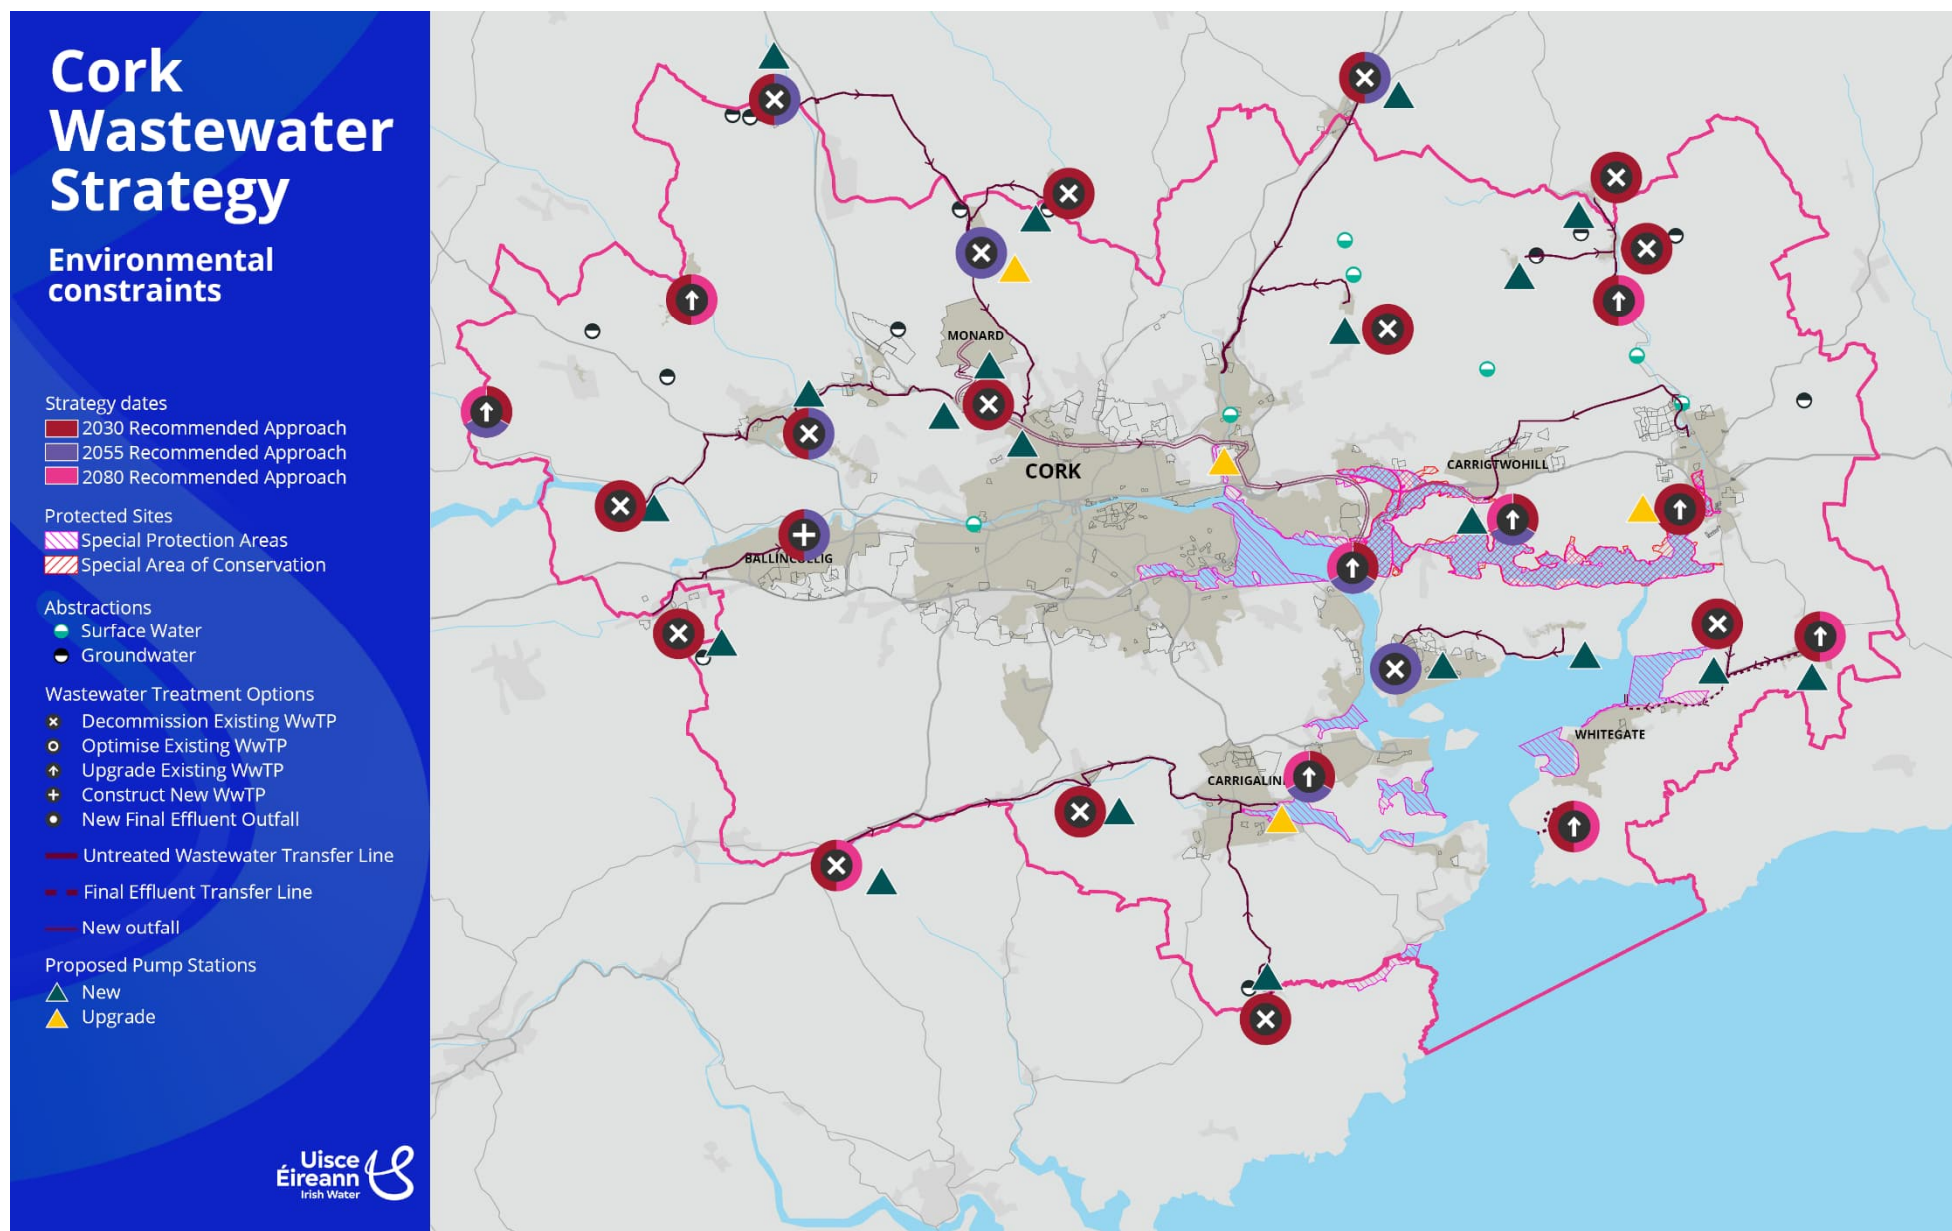 Cork
Wastewater
Strategy
Environmental
constraints
Strategy dates
2030 Recommended Approach
2055 Recommended Approach
2080 Recommended Approach
Protected Sites
Special Protection Areas
Special Area of Conservation
Abstractions
Surface Water
Groundwater
Wastewater Treatment Options
Decommission Existing WwTP
Optimise Existing WwTP
Upgrade Existing WwTP
Construct New WwTP
New Final Effluent Outfall
Untreated Wastewater Transfer Line
Final Effluent Transfer Line
New outfall
Proposed Pump Stations
New
Upgrade
Uisce
Éireann
Irish Water
MONARD
CORK
CARRIGTWOHILL
BALLINCOLLIG
WHITEGATE
CARRIGALIN